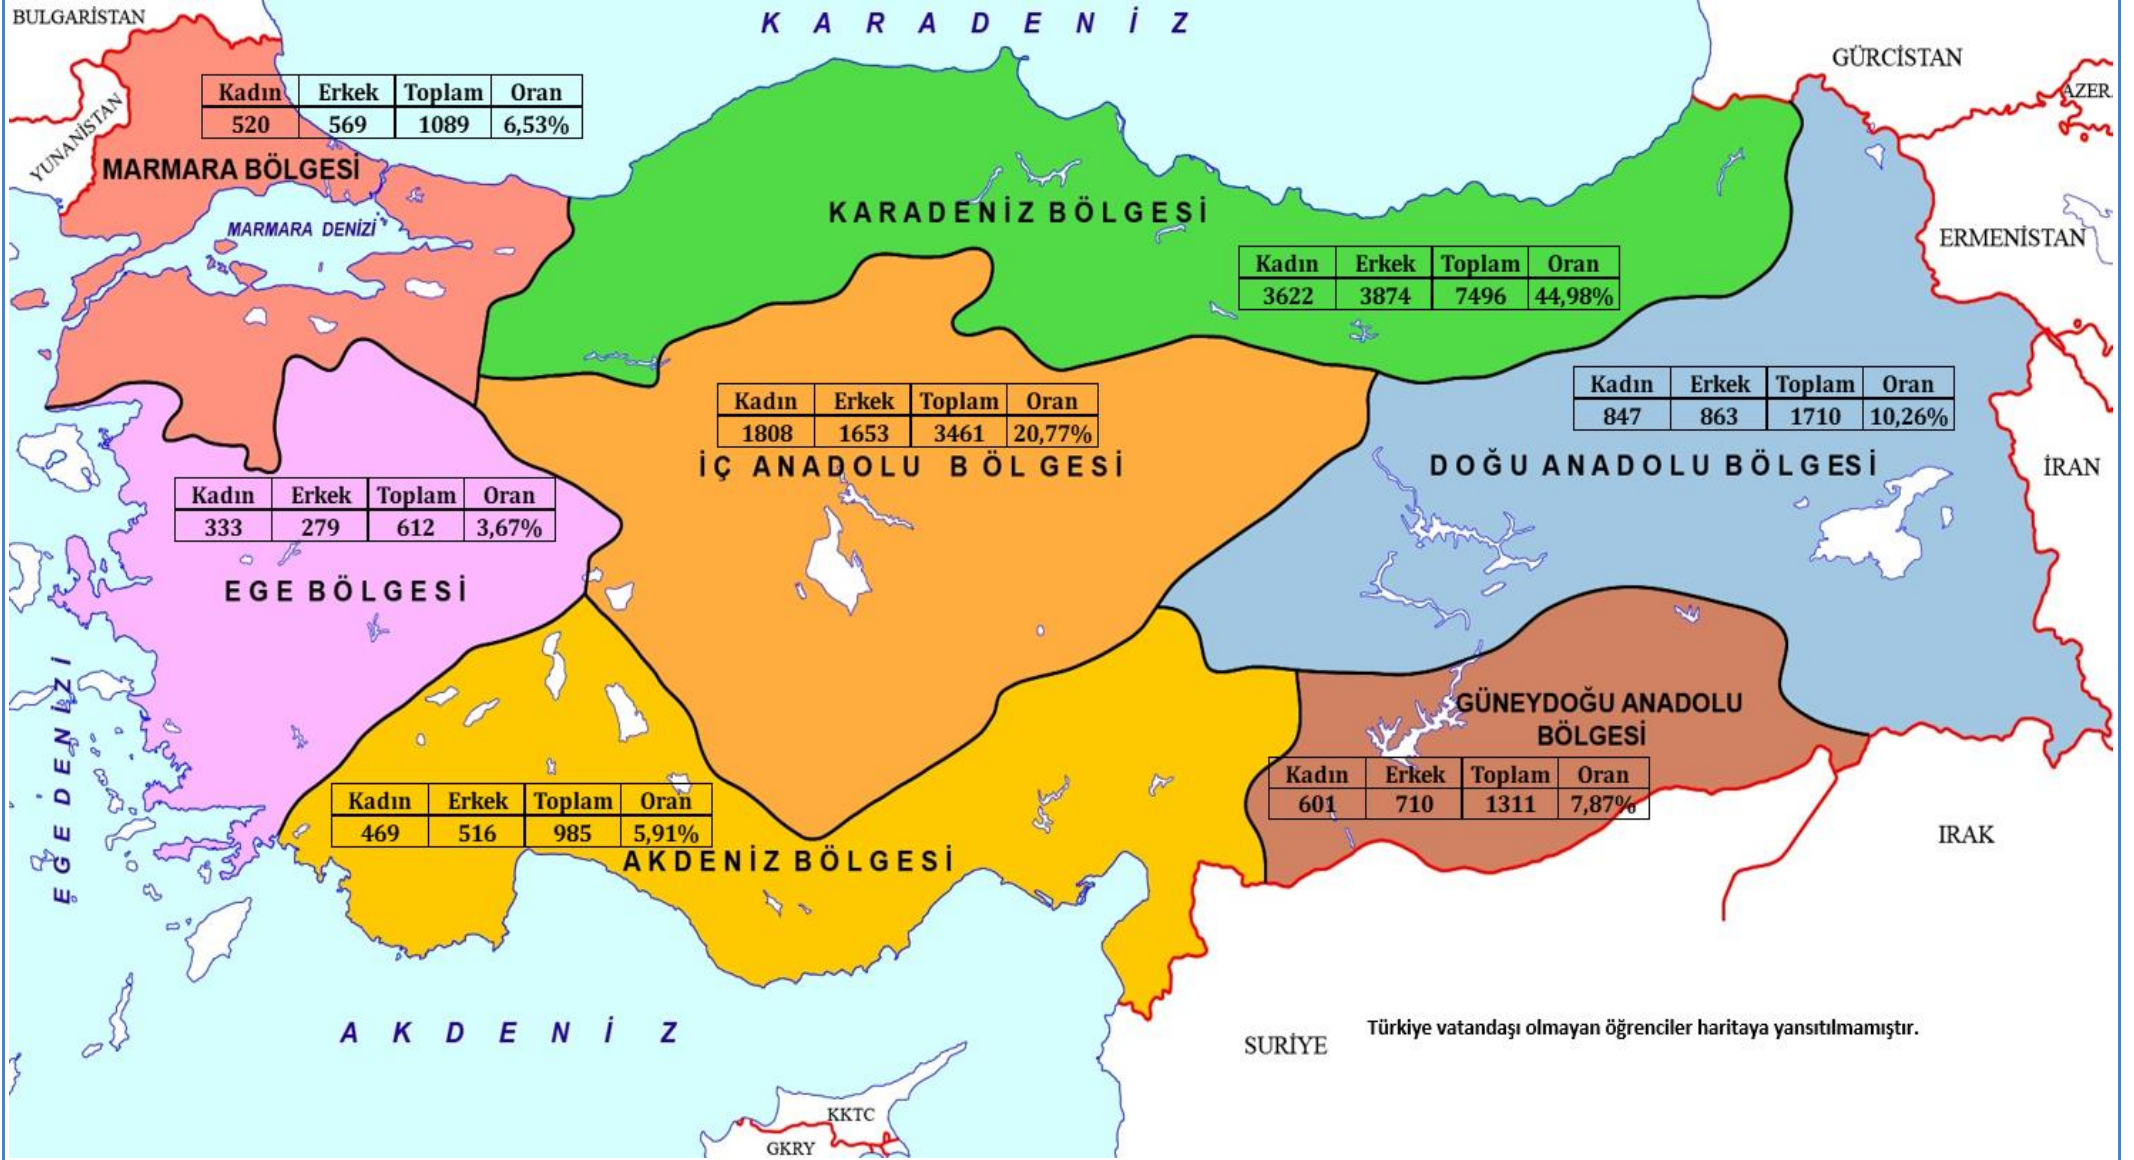 BULGARİSTAN
K A R A D E N İ Z
GÜRCİSTAN
AZER.
YUNANİSTAN
Kadın Erkek Toplam Oran
520 569 1089 6,53%
MARMARA BÖLGESİ
MARMARA DENİZİ
KARADENİZ BÖLGESİ
ERMENİSTAN
Kadın Erkek Toplam Oran
3622 3874 7496 44,98%
Kadın Erkek Toplam Oran
847 863 1710 10,26%
Kadın Erkek Toplam Oran
1808 1653 3461 20,77%
İÇ ANADOLU BÖLGESİ
DOĞU ANADOLU BÖLGESİ
İRAN
Kadın Erkek Toplam Oran
333 279 612 3,67%
EGE BÖLGESİ
EGE DENİZİ
GÜNEYDOĞU ANADOLU
BÖLGESİ
Kadın Erkek Toplam Oran
601 710 1311 7,87%
Kadın Erkek Toplam Oran
469 516 985 5,91%
AKDENİZ BÖLGESİ
IRAK
A K D E N İ Z
Türkiye vatandaşı olmayan öğrenciler haritaya yansıtılmamıştır.
SURİYE
KKTC
GKRY